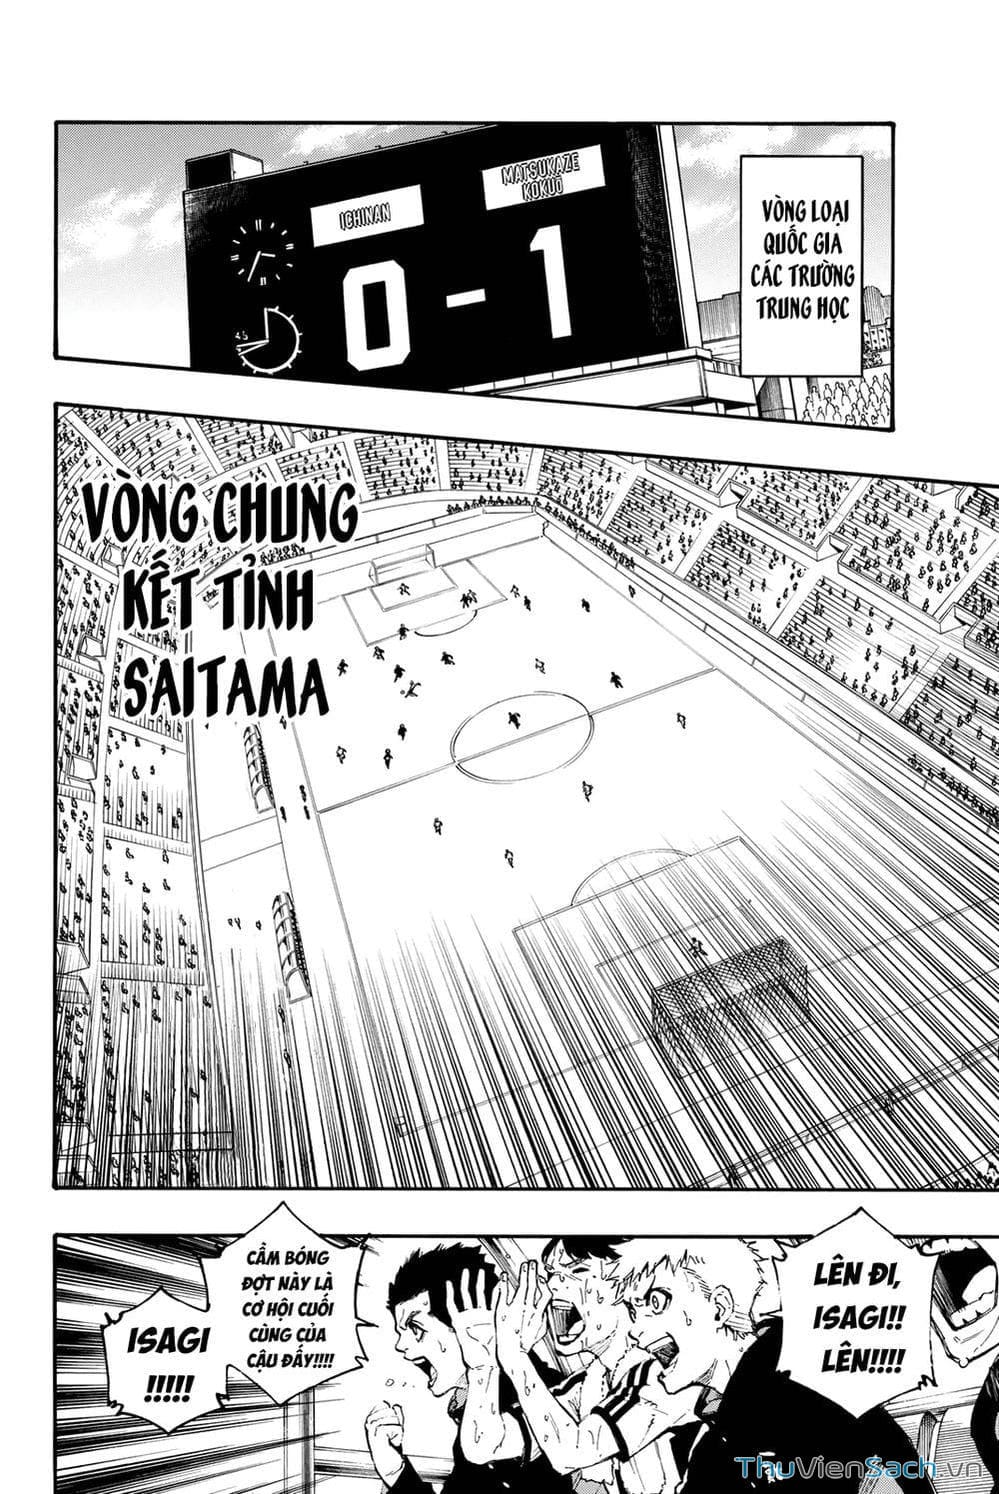 ICHINAN
MATSUKAZE
KOKUO
0 - 1
45
VÒNG LOẠI
QUỐC GIA
CÁC TRƯỜNG
TRUNG HỌC
VÒNG CHUNG
KẾT TỈNH
SAITAMA
LÊN ĐI,
ISAGI!!
LÊN!!!!
CẦM BÓNG
ĐỢT NÀY LÀ
CƠ HỘI CUỐI
CÙNG CỦA
CẬU ĐẤY!!!!
ISAGI
!!!!!
ThuVienSach.vn